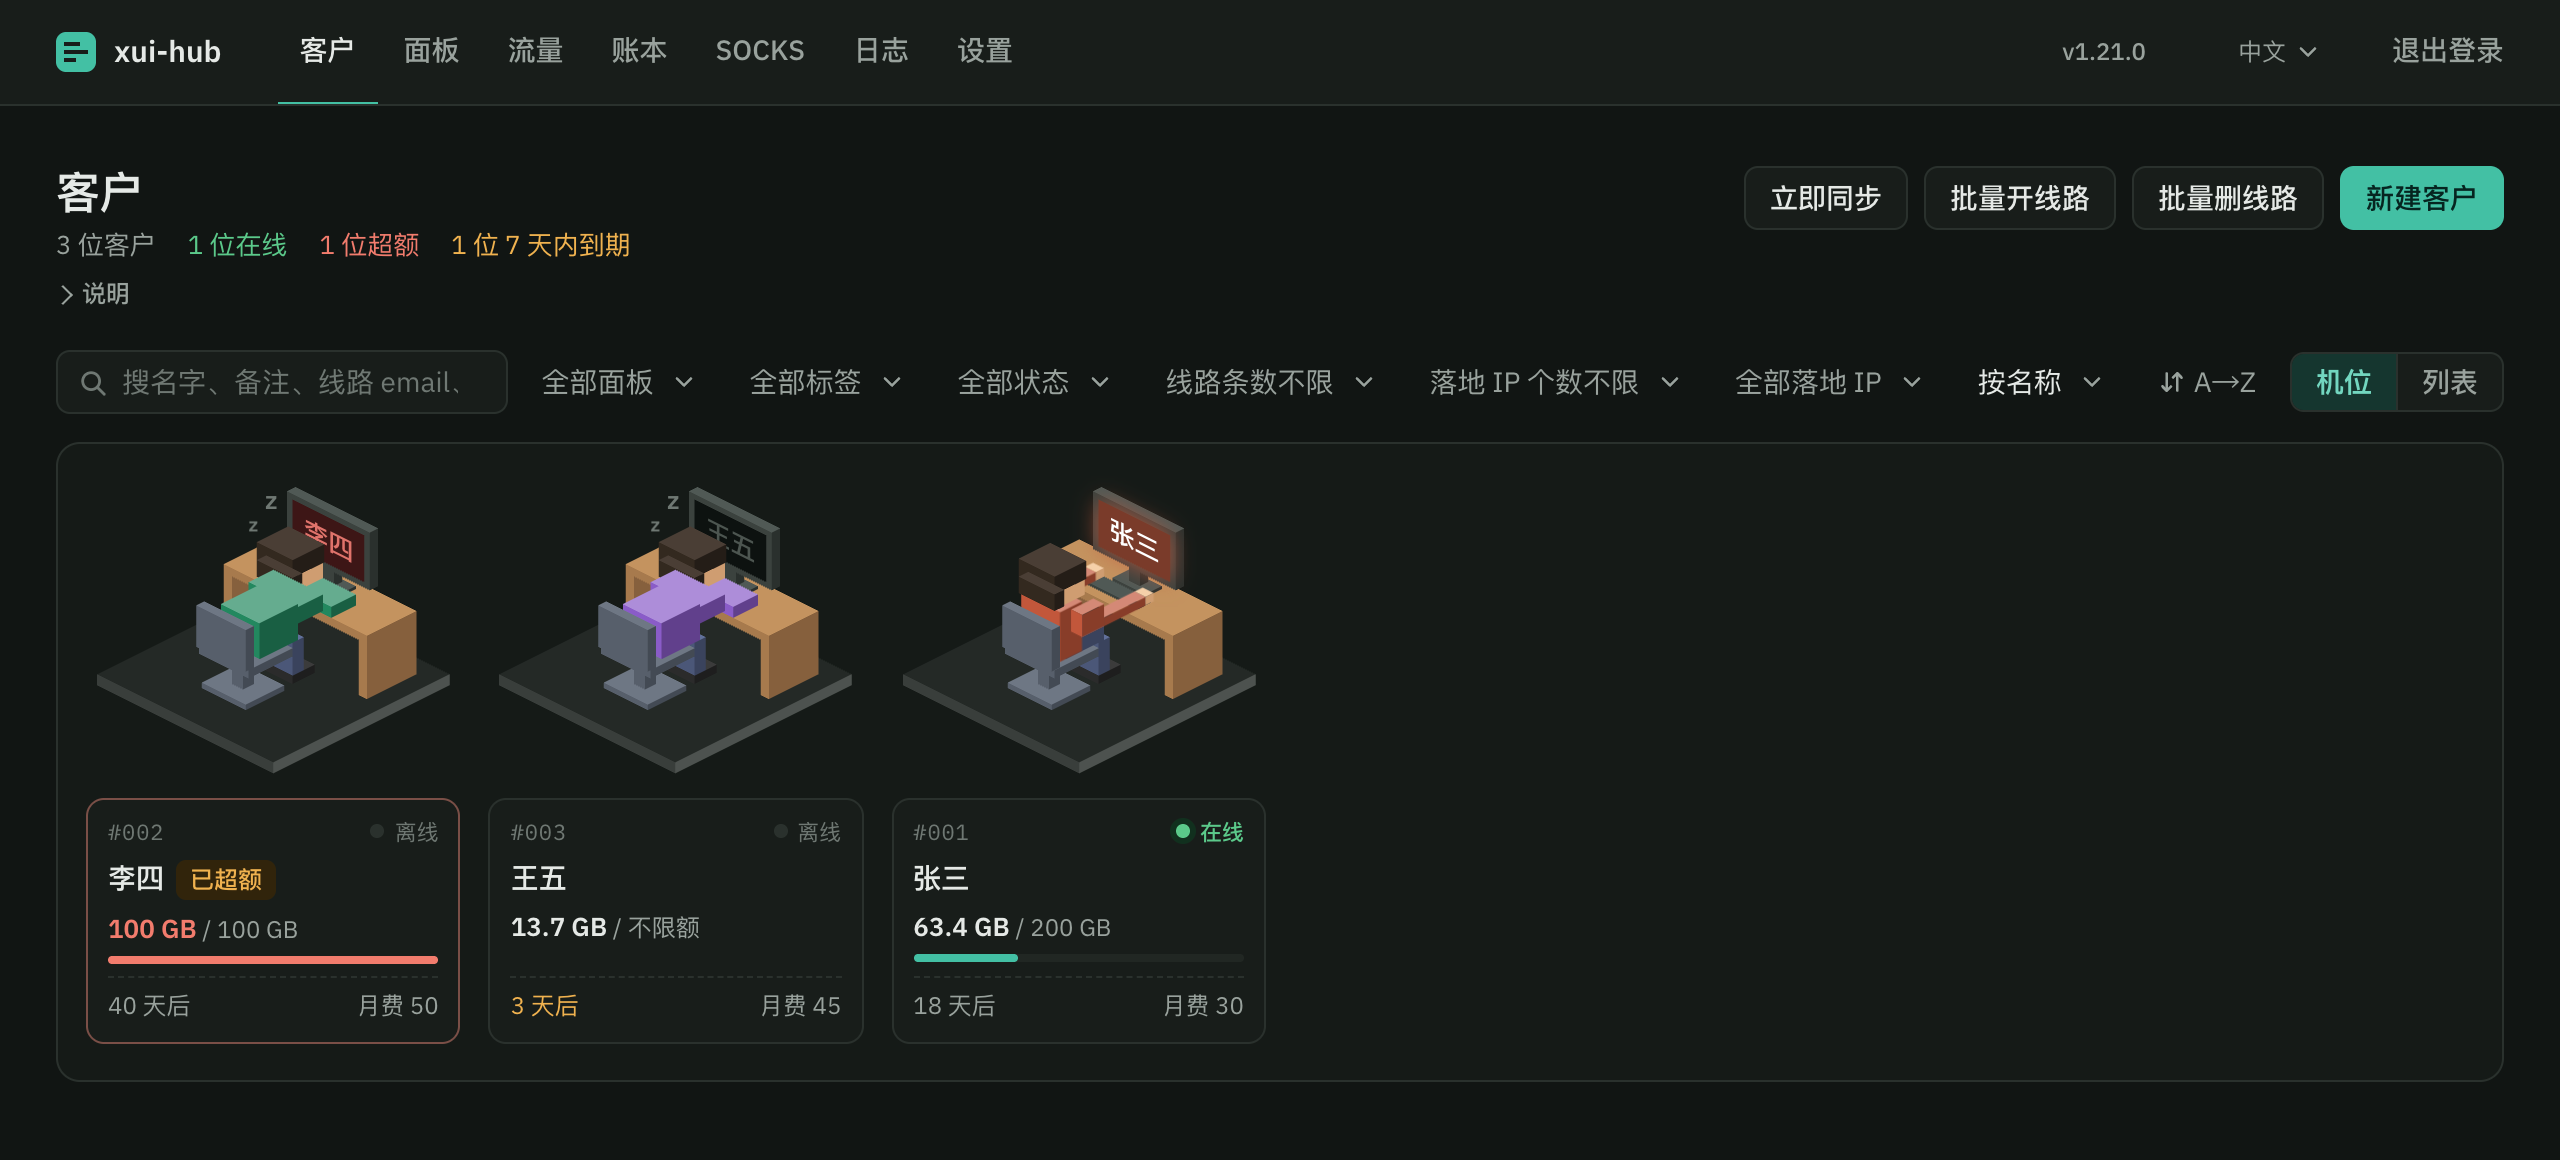 xui-hub 客户 面板 流量 账本 SOCKS 日志 设置 v1.21.0 中文 退出登录
客户 立即同步 批量开线路 批量删线路 新建客户
3 位客户 1 位在线 1 位超额 1 位 7 天内到期
说明
搜名字、备注、线路 email、 全部面板 全部标签 全部状态 线路条数不限 落地 IP 个数不限 全部落地 IP 按名称 A→Z 机位 列表
z z 李四
z z 王五
张三
#002 离线
李四 已超额
100 GB / 100 GB
40 天后 月费 50
#003 离线
王五
13.7 GB / 不限额
3 天后 月费 45
#001 在线
张三
63.4 GB / 200 GB
18 天后 月费 30